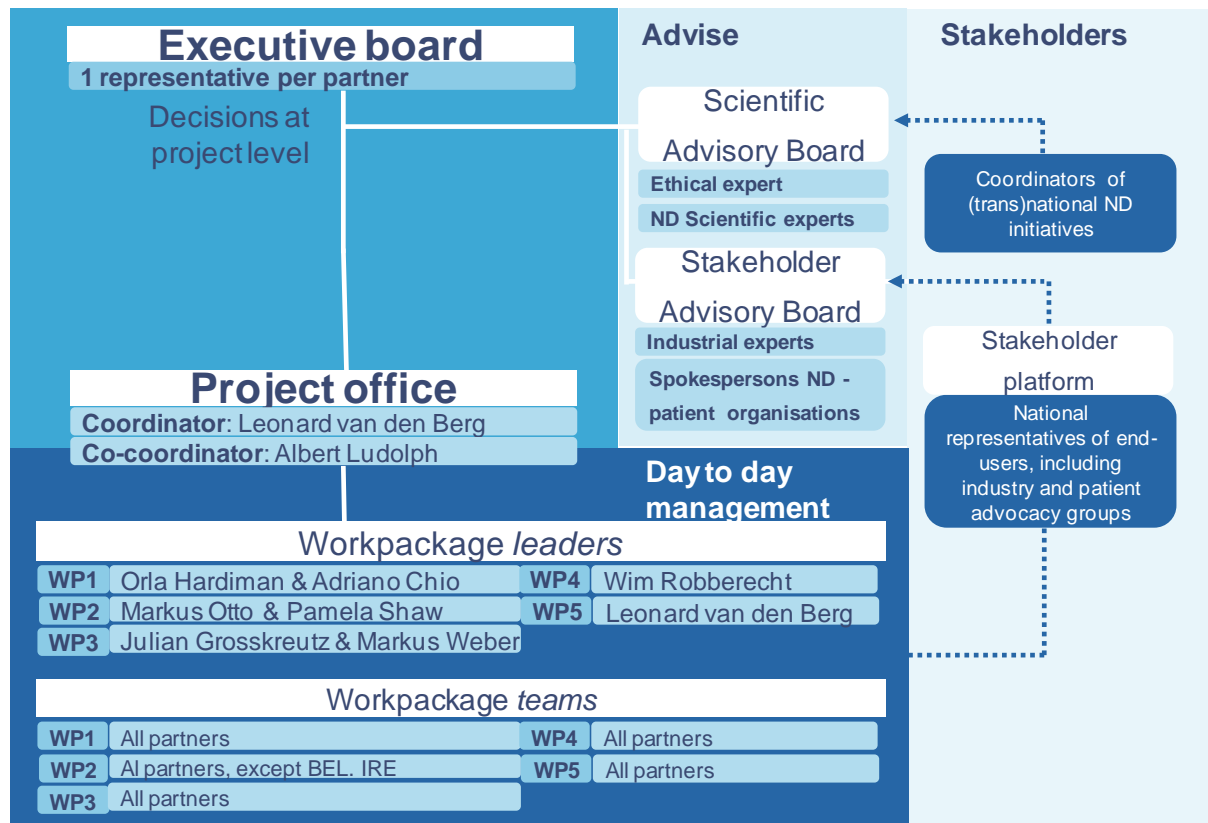 Executive board
1 representative per partner
Decisions at
project level
Advise
Scientific
Advisory Board
Ethical expert
ND Scientific experts
Stakeholder
Advisory Board
Industrial experts
Spokespersons ND -
patient organisations
Stakeholders
Coordinators of
(trans)national ND
initiatives
Stakeholder
platform
National
representatives of end-
users, including
industry and patient
advocacy groups
Project office
Coordinator: Leonard van den Berg
Co-coordinator: Albert Ludolph
Day to day
management
Workpackage leaders
WP1 Orla Hardiman & Adriano Chio
WP2 Markus Otto & Pamela Shaw
WP3 Julian Grosskreutz & Markus Weber
WP4 Wim Robberecht
WP5 Leonard van den Berg
Workpackage teams
WP1 All partners
WP2 Al partners, except BEL. IRE
WP3 All partners
WP4 All partners
WP5 All partners